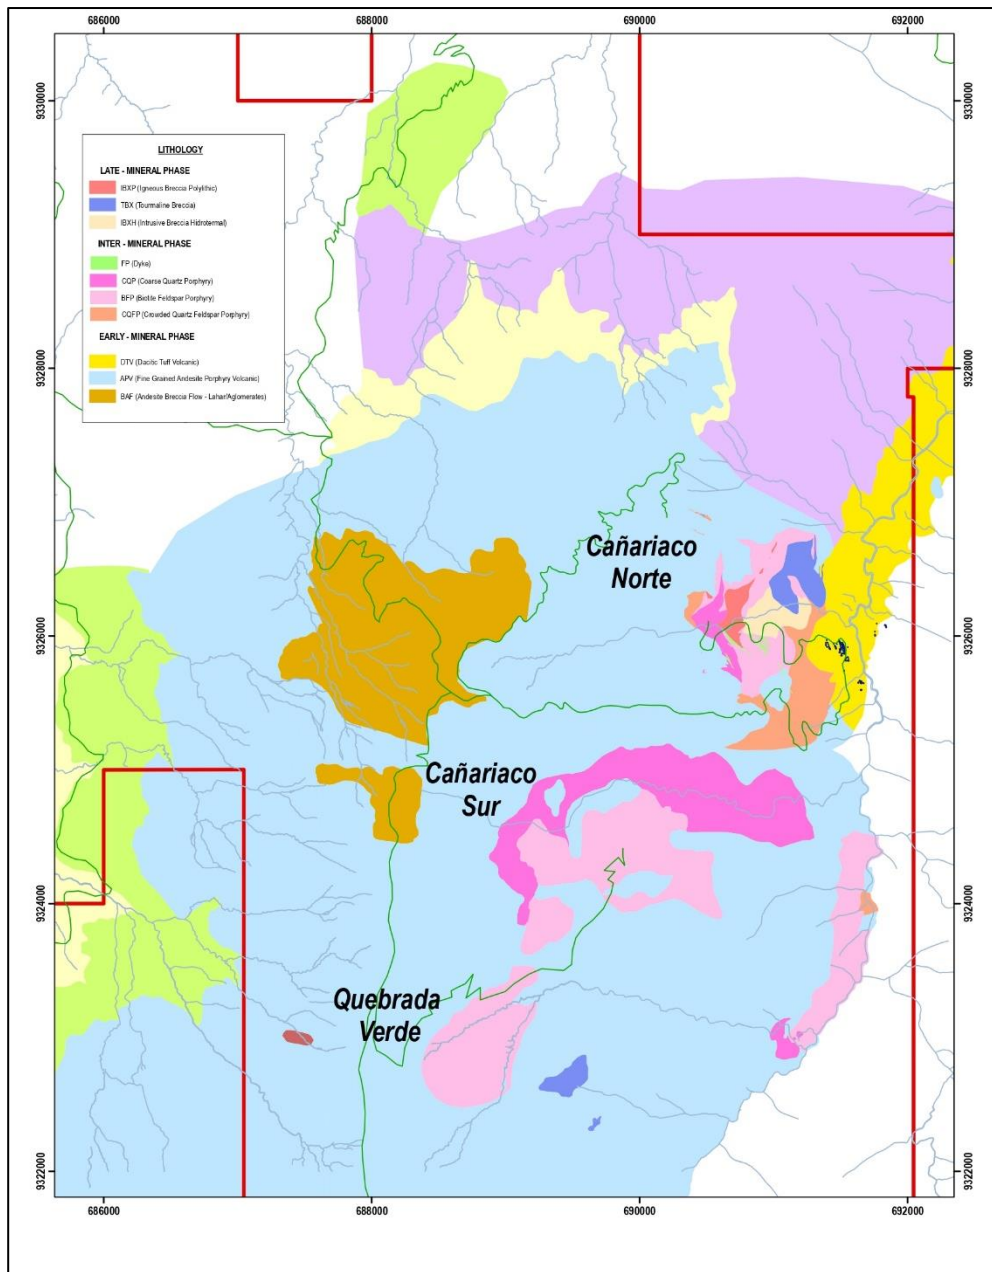 686000
688000
690000
692000
9330000
9330000
LITHOLOGY
LATE - MINERAL PHASE
IBXP (Igneous Breccia Polylithic)
TBX (Tourmaline Breccia)
IBXH (Intrusive Breccia Hidrotermal)
INTER - MINERAL PHASE
FP (Dyke)
CQP (Coarse Quartz Porphyry)
BFP (Biotite Feldspar Porphyry)
CQFP (Crowded Quartz Feldspar Porphyry)
EARLY - MINERAL PHASE
DTV (Dacitic Tuff Volcanic)
APV (Fine Grained Andesite Porphyry Volcanic)
BAF (Andesite Breccia Flow - Lahar/Aglomerates)
9328000
9328000
Cañariaco
Norte
9326000
9326000
Cañariaco
Sur
9324000
9324000
Quebrada
Verde
9322000
9322000
686000
688000
690000
692000